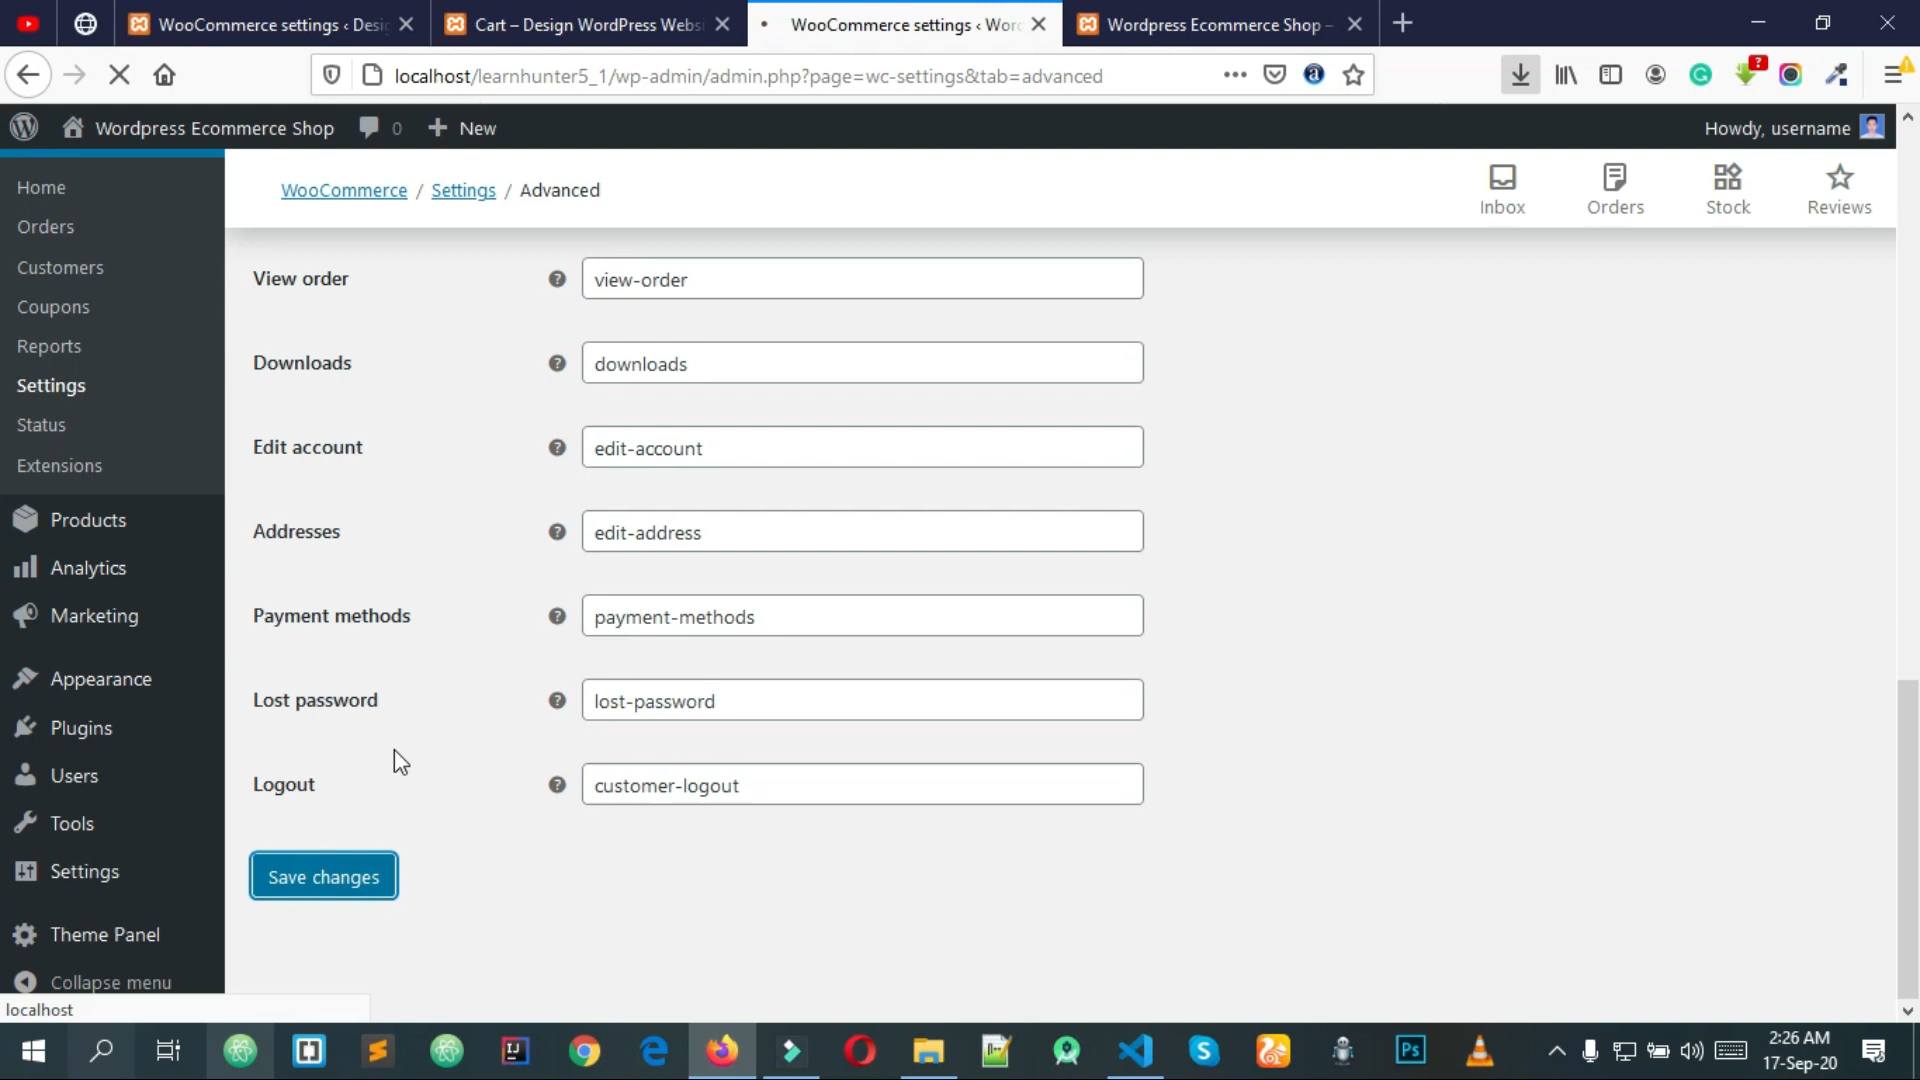 WooCommerce settings ‹ Desi
Cart – Design WordPress Websi
WooCommerce settings ‹ Wor
Wordpress Ecommerce Shop –
localhost/learnhunter5_1/wp-admin/admin.php?page=wc-settings&tab=advanced
Wordpress Ecommerce Shop
0
New
Howdy, username
Home
Orders
Customers
Coupons
Reports
Settings
Status
Extensions
Products
Analytics
Marketing
Appearance
Plugins
Users
Tools
Settings
Theme Panel
Collapse menu
localhost
WooCommerce / Settings / Advanced
Inbox
Orders
Stock
Reviews
View order
view-order
Downloads
downloads
Edit account
edit-account
Addresses
edit-address
Payment methods
payment-methods
Lost password
lost-password
Logout
customer-logout
Save changes
2:26 AM
17-Sep-20